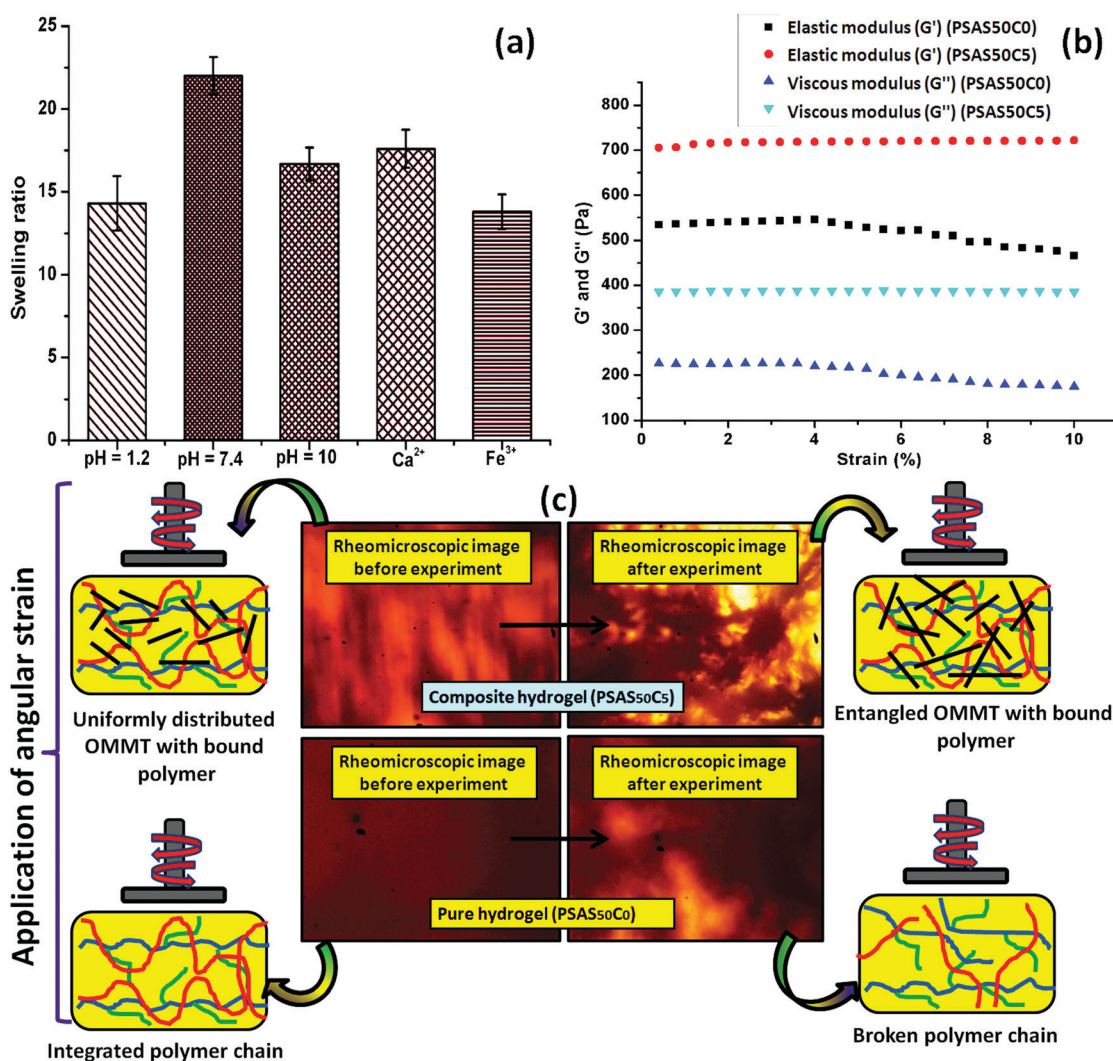 (a)
Swelling ratio
25
20
15
10
5
0
pH = 1.2
pH = 7.4
pH = 10
Ca²⁺
Fe³⁺
(b)
Elastic modulus (G') (PSAS50C0)
Elastic modulus (G') (PSAS50C5)
Viscous modulus (G'') (PSAS50C0)
Viscous modulus (G'') (PSAS50C5)
G' and G'' (Pa)
800
700
600
500
400
300
200
100
0
2
4
6
8
10
Strain (%)
(c)
Application of angular strain
Rheomicroscopic image
before experiment
Rheomicroscopic image
after experiment
Composite hydrogel (PSAS50C5)
Uniformly distributed
OMMT with bound
polymer
Entangled OMMT with bound
polymer
Rheomicroscopic image
before experiment
Rheomicroscopic image
after experiment
Pure hydrogel (PSAS50C0)
Integrated polymer chain
Broken polymer chain